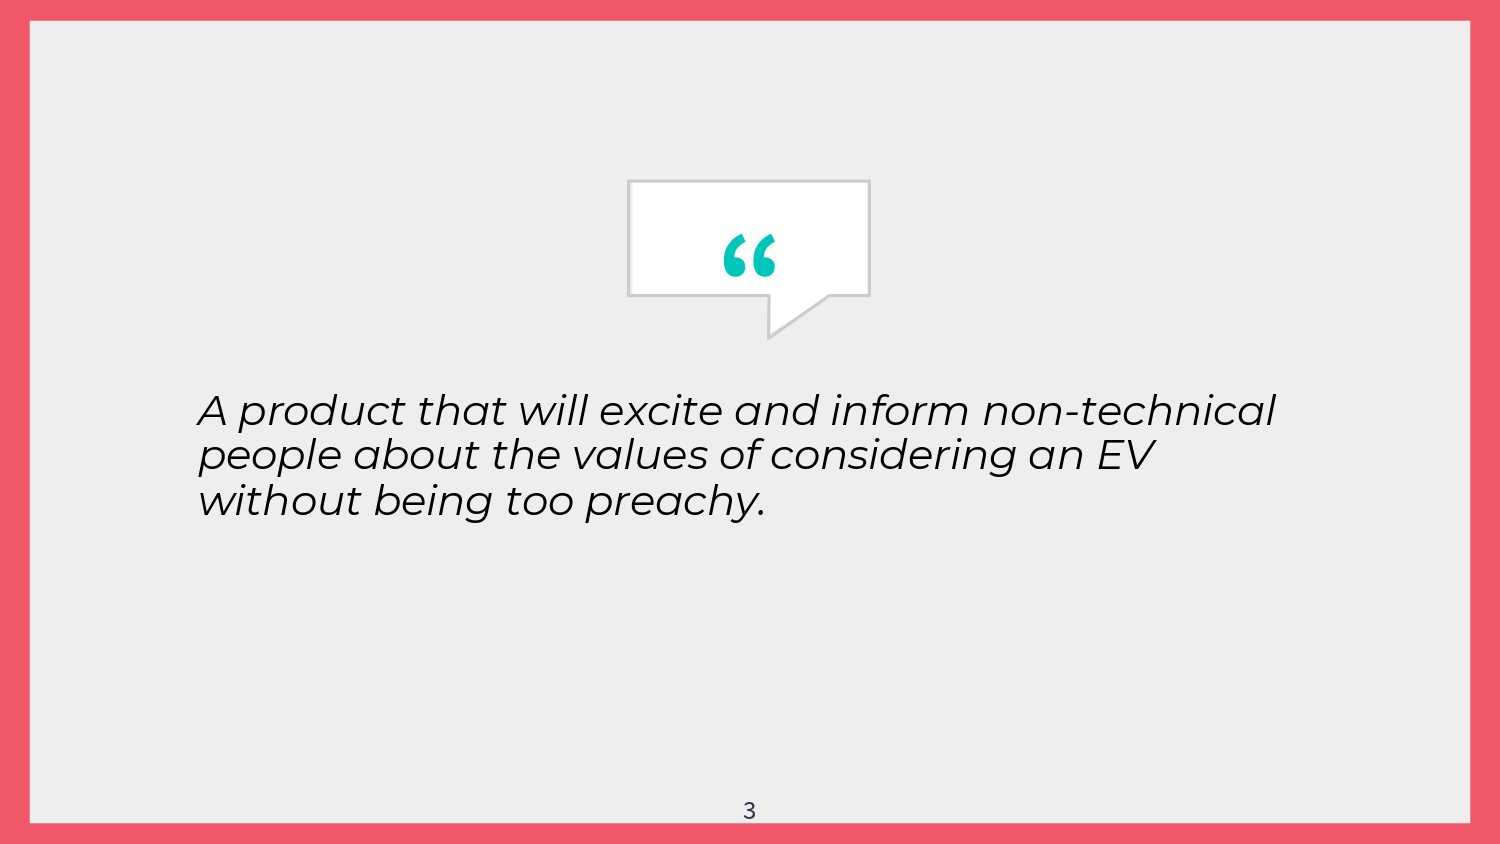 “
A product that will excite and inform non-technical
people about the values of considering an EV
without being too preachy.
3